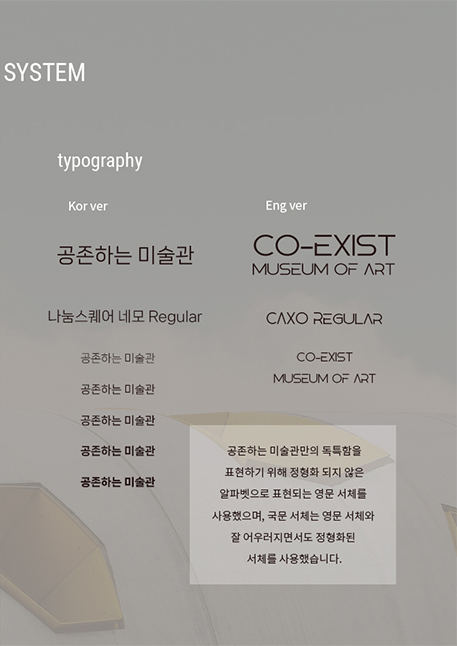 SYSTEM
typography
Kor ver
Eng ver
공존하는 미술관
CO-EXIST
MUSEUM OF ART
나눔스퀘어 네모 Regular
CAXO REGULAR
공존하는 미술관
CO-EXIST
MUSEUM OF ART
공존하는 미술관
공존하는 미술관
공존하는 미술관
공존하는 미술관
공존하는 미술관만의 독특함을
표현하기 위해 정형화 되지 않은
알파벳으로 표현되는 영문 서체를
사용했으며, 국문 서체는 영문 서체와
잘 어우러지면서도 정형화된
서체를 사용했습니다.